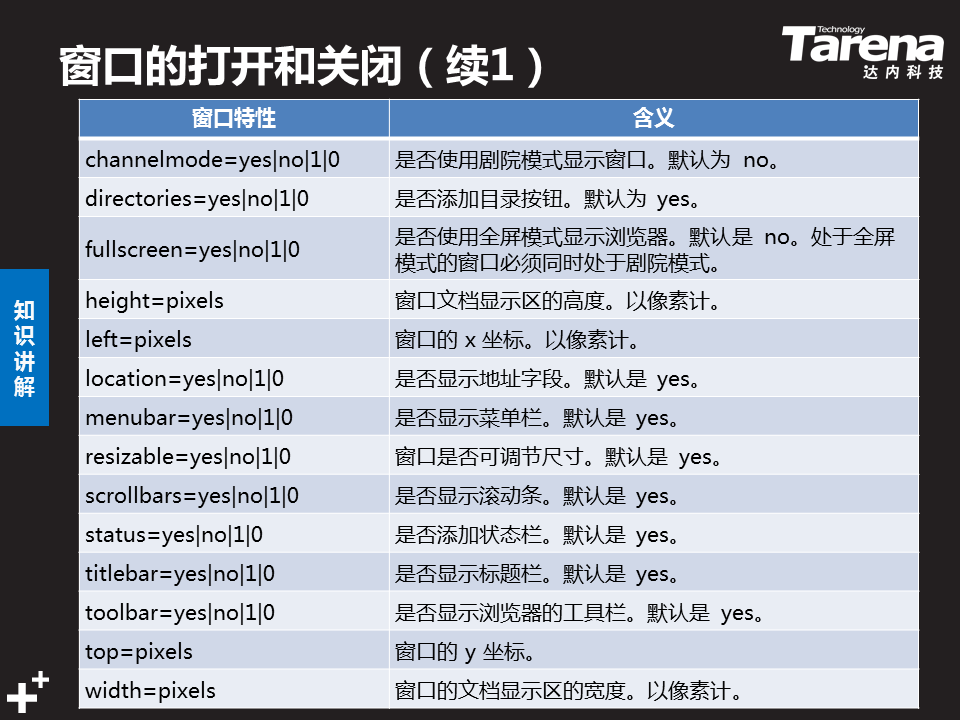 窗口的打开和关闭（续1）
Technology
Tarena
达内科技
窗口特性 含义
channelmode=yes|no|1|0 是否使用剧院模式显示窗口。默认为 no。
directories=yes|no|1|0 是否添加目录按钮。默认为 yes。
fullscreen=yes|no|1|0 是否使用全屏模式显示浏览器。默认是 no。处于全屏
模式的窗口必须同时处于剧院模式。
height=pixels 窗口文档显示区的高度。以像素计。
left=pixels 窗口的 x 坐标。以像素计。
location=yes|no|1|0 是否显示地址字段。默认是 yes。
menubar=yes|no|1|0 是否显示菜单栏。默认是 yes。
resizable=yes|no|1|0 窗口是否可调节尺寸。默认是 yes。
scrollbars=yes|no|1|0 是否显示滚动条。默认是 yes。
status=yes|no|1|0 是否添加状态栏。默认是 yes。
titlebar=yes|no|1|0 是否显示标题栏。默认是 yes。
toolbar=yes|no|1|0 是否显示浏览器的工具栏。默认是 yes。
top=pixels 窗口的 y 坐标。
width=pixels 窗口的文档显示区的宽度。以像素计。
知识讲解